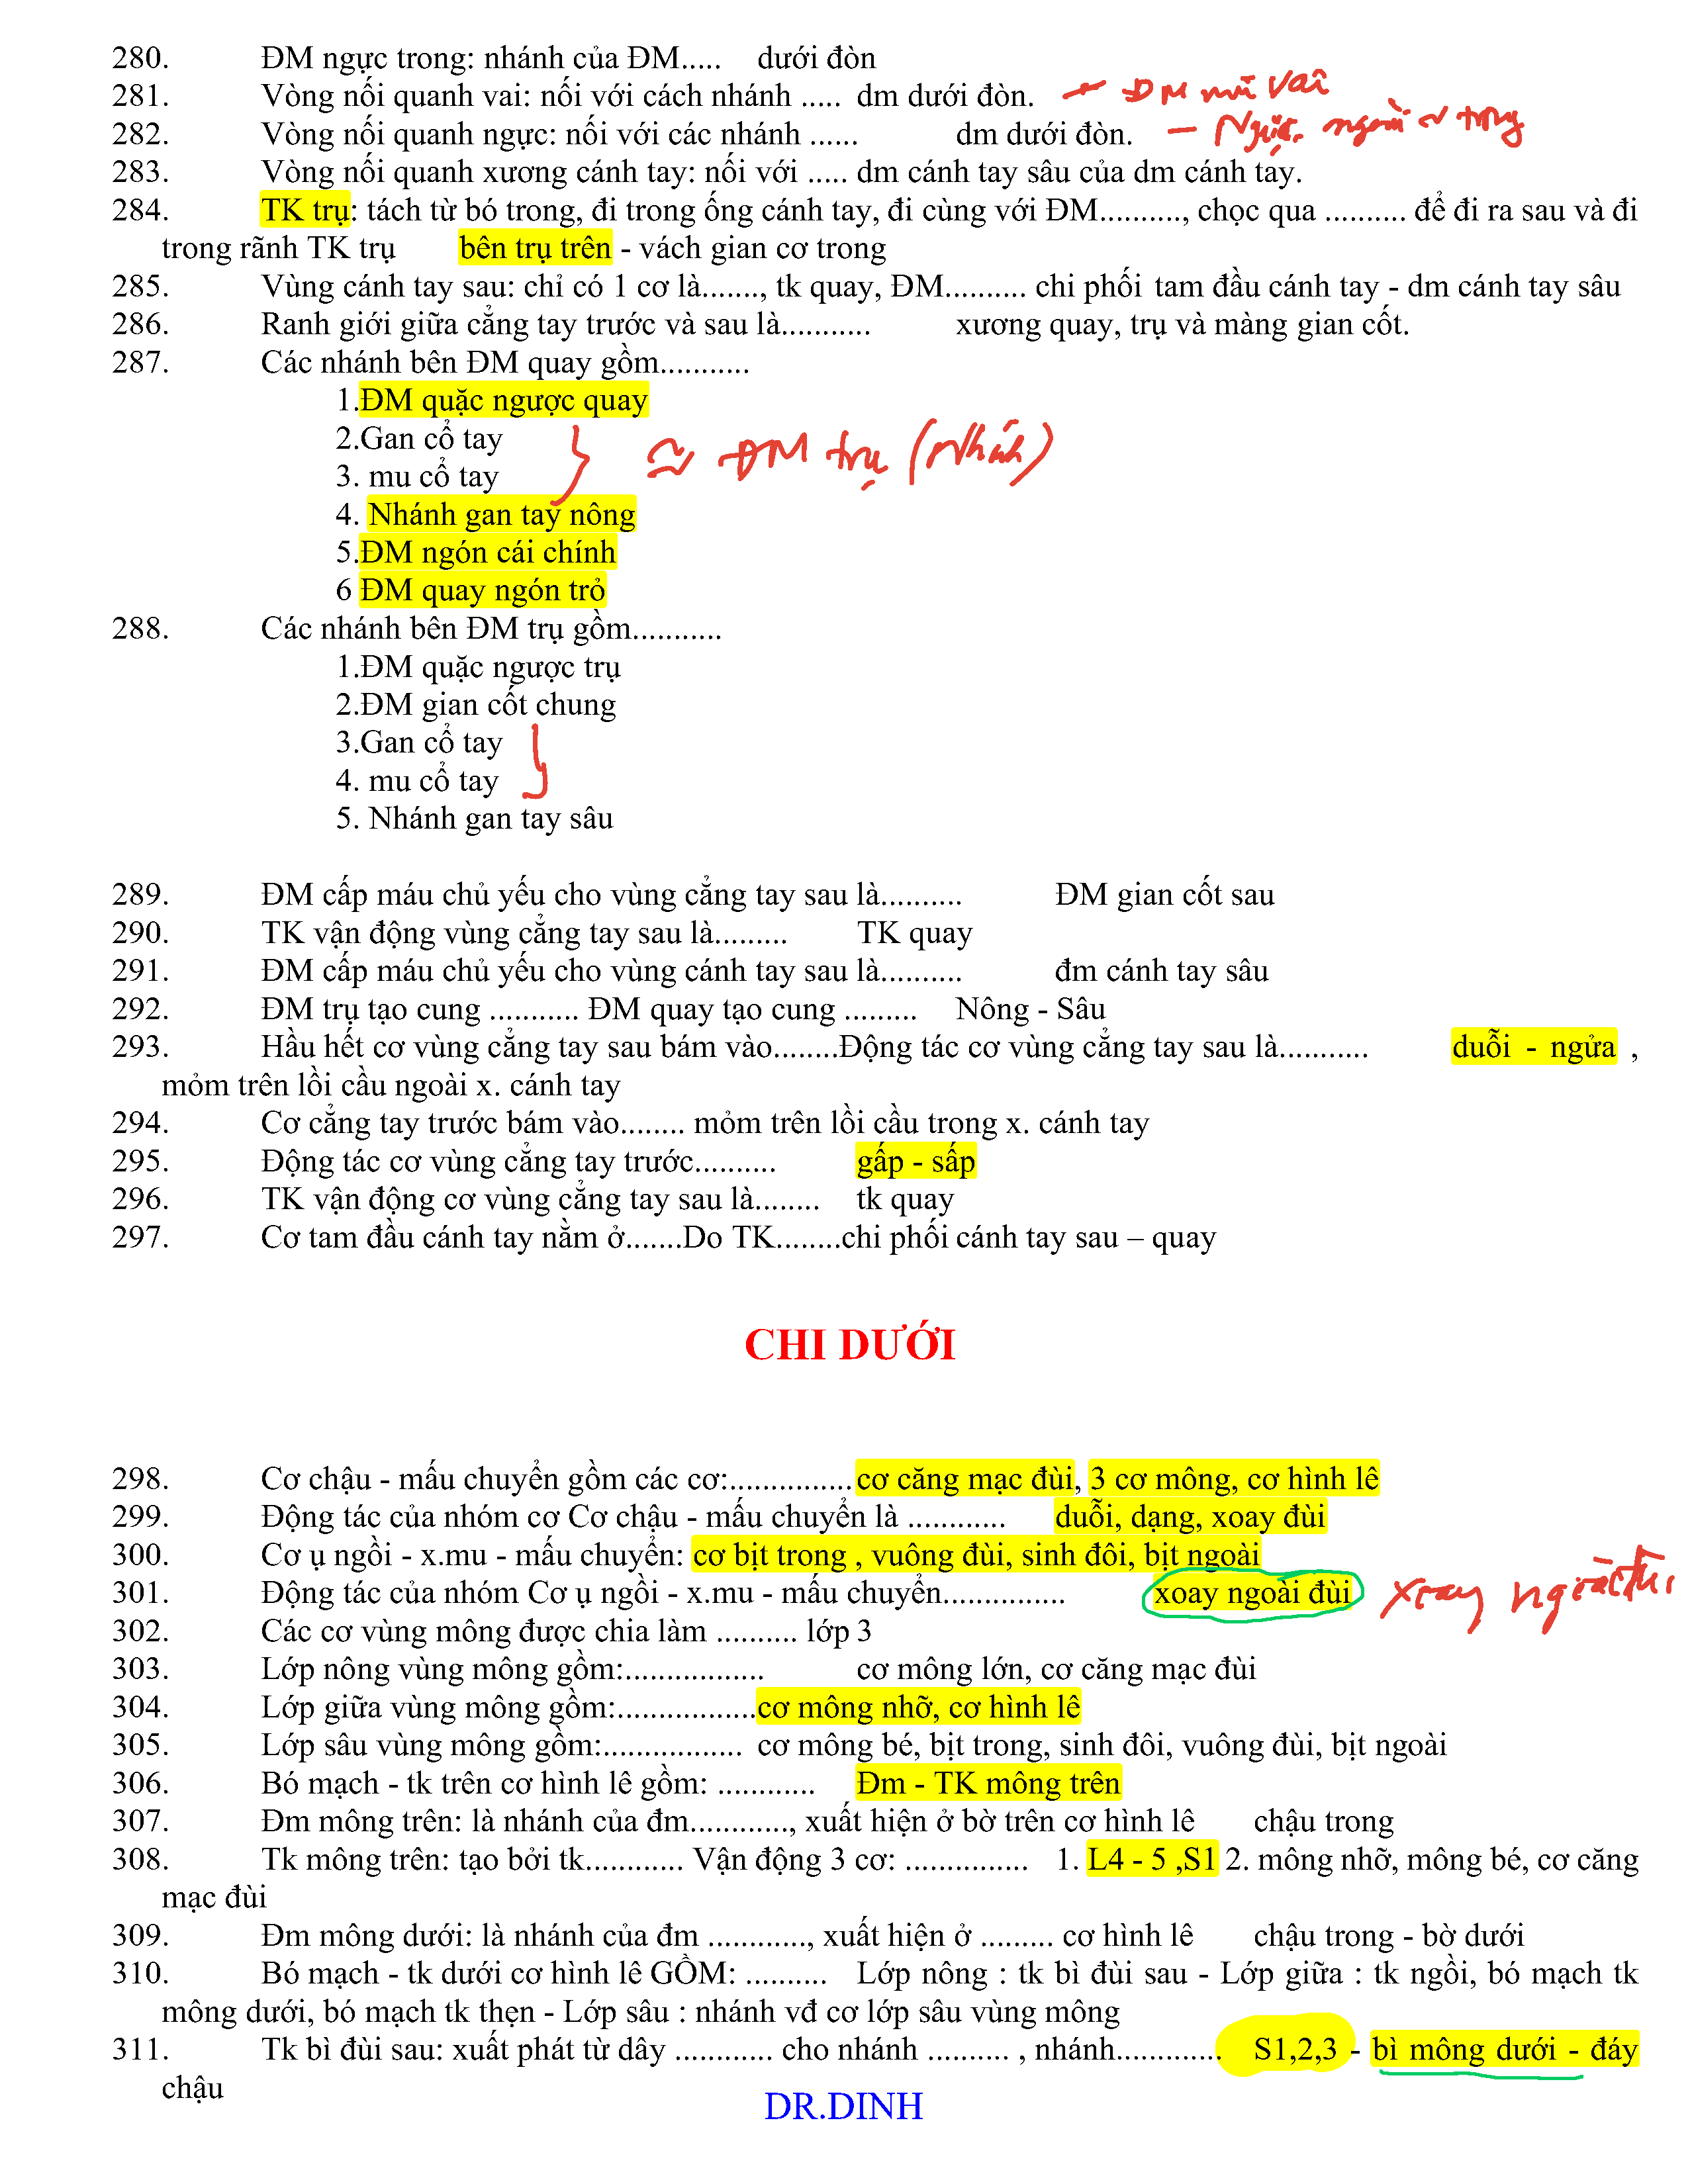 280. ĐM ngực trong: nhánh của ĐM..... dưới đòn
281. Vòng nối quanh vai: nối với cách nhánh ..... dm dưới đòn. → ĐM mũ vai
282. Vòng nối quanh ngực: nối với các nhánh ...... dm dưới đòn. - Ngực. ngoài ~ trong
283. Vòng nối quanh xương cánh tay: nối với ..... dm cánh tay sâu của dm cánh tay.
284. TK trụ: tách từ bó trong, đi trong ống cánh tay, đi cùng với ĐM.........., chọc qua .......... để đi ra sau và đi
trong rãnh TK trụ bên trụ trên - vách gian cơ trong
285. Vùng cánh tay sau: chỉ có 1 cơ là......., tk quay, ĐM.......... chi phối tam đầu cánh tay - dm cánh tay sâu
286. Ranh giới giữa cẳng tay trước và sau là........... xương quay, trụ và màng gian cốt.
287. Các nhánh bên ĐM quay gồm...........
1.ĐM quặc ngược quay
2.Gan cổ tay
3. mu cổ tay
≈ ĐM trụ (Nhánh)
4. Nhánh gan tay nông
5.ĐM ngón cái chính
6 ĐM quay ngón trỏ
288. Các nhánh bên ĐM trụ gồm...........
1.ĐM quặc ngược trụ
2.ĐM gian cốt chung
3.Gan cổ tay
4. mu cổ tay
5. Nhánh gan tay sâu
289. ĐM cấp máu chủ yếu cho vùng cẳng tay sau là.......... ĐM gian cốt sau
290. TK vận động vùng cẳng tay sau là......... TK quay
291. ĐM cấp máu chủ yếu cho vùng cánh tay sau là.......... đm cánh tay sâu
292. ĐM trụ tạo cung ........... ĐM quay tạo cung ......... Nông - Sâu
293. Hầu hết cơ vùng cẳng tay sau bám vào........Động tác cơ vùng cẳng tay sau là........... duỗi - ngửa ,
mỏm trên lồi cầu ngoài x. cánh tay
294. Cơ cẳng tay trước bám vào........ mỏm trên lồi cầu trong x. cánh tay
295. Động tác cơ vùng cẳng tay trước.......... gấp - sấp
296. TK vận động cơ vùng cẳng tay sau là........ tk quay
297. Cơ tam đầu cánh tay nằm ở.......Do TK........chi phối cánh tay sau – quay
CHI DƯỚI
298. Cơ chậu - mấu chuyển gồm các cơ:............... cơ căng mạc đùi, 3 cơ mông, cơ hình lê
299. Động tác của nhóm cơ Cơ chậu - mấu chuyển là ............ duỗi, dạng, xoay đùi
300. Cơ ụ ngồi - x.mu - mấu chuyển: cơ bịt trong , vuông đùi, sinh đôi, bịt ngoài
301. Động tác của nhóm Cơ ụ ngồi - x.mu - mấu chuyển............... xoay ngoài đùi xoay ngoài đùi
302. Các cơ vùng mông được chia làm .......... lớp 3
303. Lớp nông vùng mông gồm:................. cơ mông lớn, cơ căng mạc đùi
304. Lớp giữa vùng mông gồm:.................cơ mông nhỡ, cơ hình lê
305. Lớp sâu vùng mông gồm:................. cơ mông bé, bịt trong, sinh đôi, vuông đùi, bịt ngoài
306. Bó mạch - tk trên cơ hình lê gồm: ............ Đm - TK mông trên
307. Đm mông trên: là nhánh của đm............, xuất hiện ở bờ trên cơ hình lê chậu trong
308. Tk mông trên: tạo bởi tk............ Vận động 3 cơ: ............... 1. L4 - 5 ,S1 2. mông nhỡ, mông bé, cơ căng
mạc đùi
309. Đm mông dưới: là nhánh của đm ............, xuất hiện ở ......... cơ hình lê chậu trong - bờ dưới
310. Bó mạch - tk dưới cơ hình lê GỒM: .......... Lớp nông : tk bì đùi sau - Lớp giữa : tk ngồi, bó mạch tk
mông dưới, bó mạch tk thẹn - Lớp sâu : nhánh vđ cơ lớp sâu vùng mông
311. Tk bì đùi sau: xuất phát từ dây ............ cho nhánh .......... , nhánh............. S1,2,3 - bì mông dưới - đáy
chậu
DR.DINH